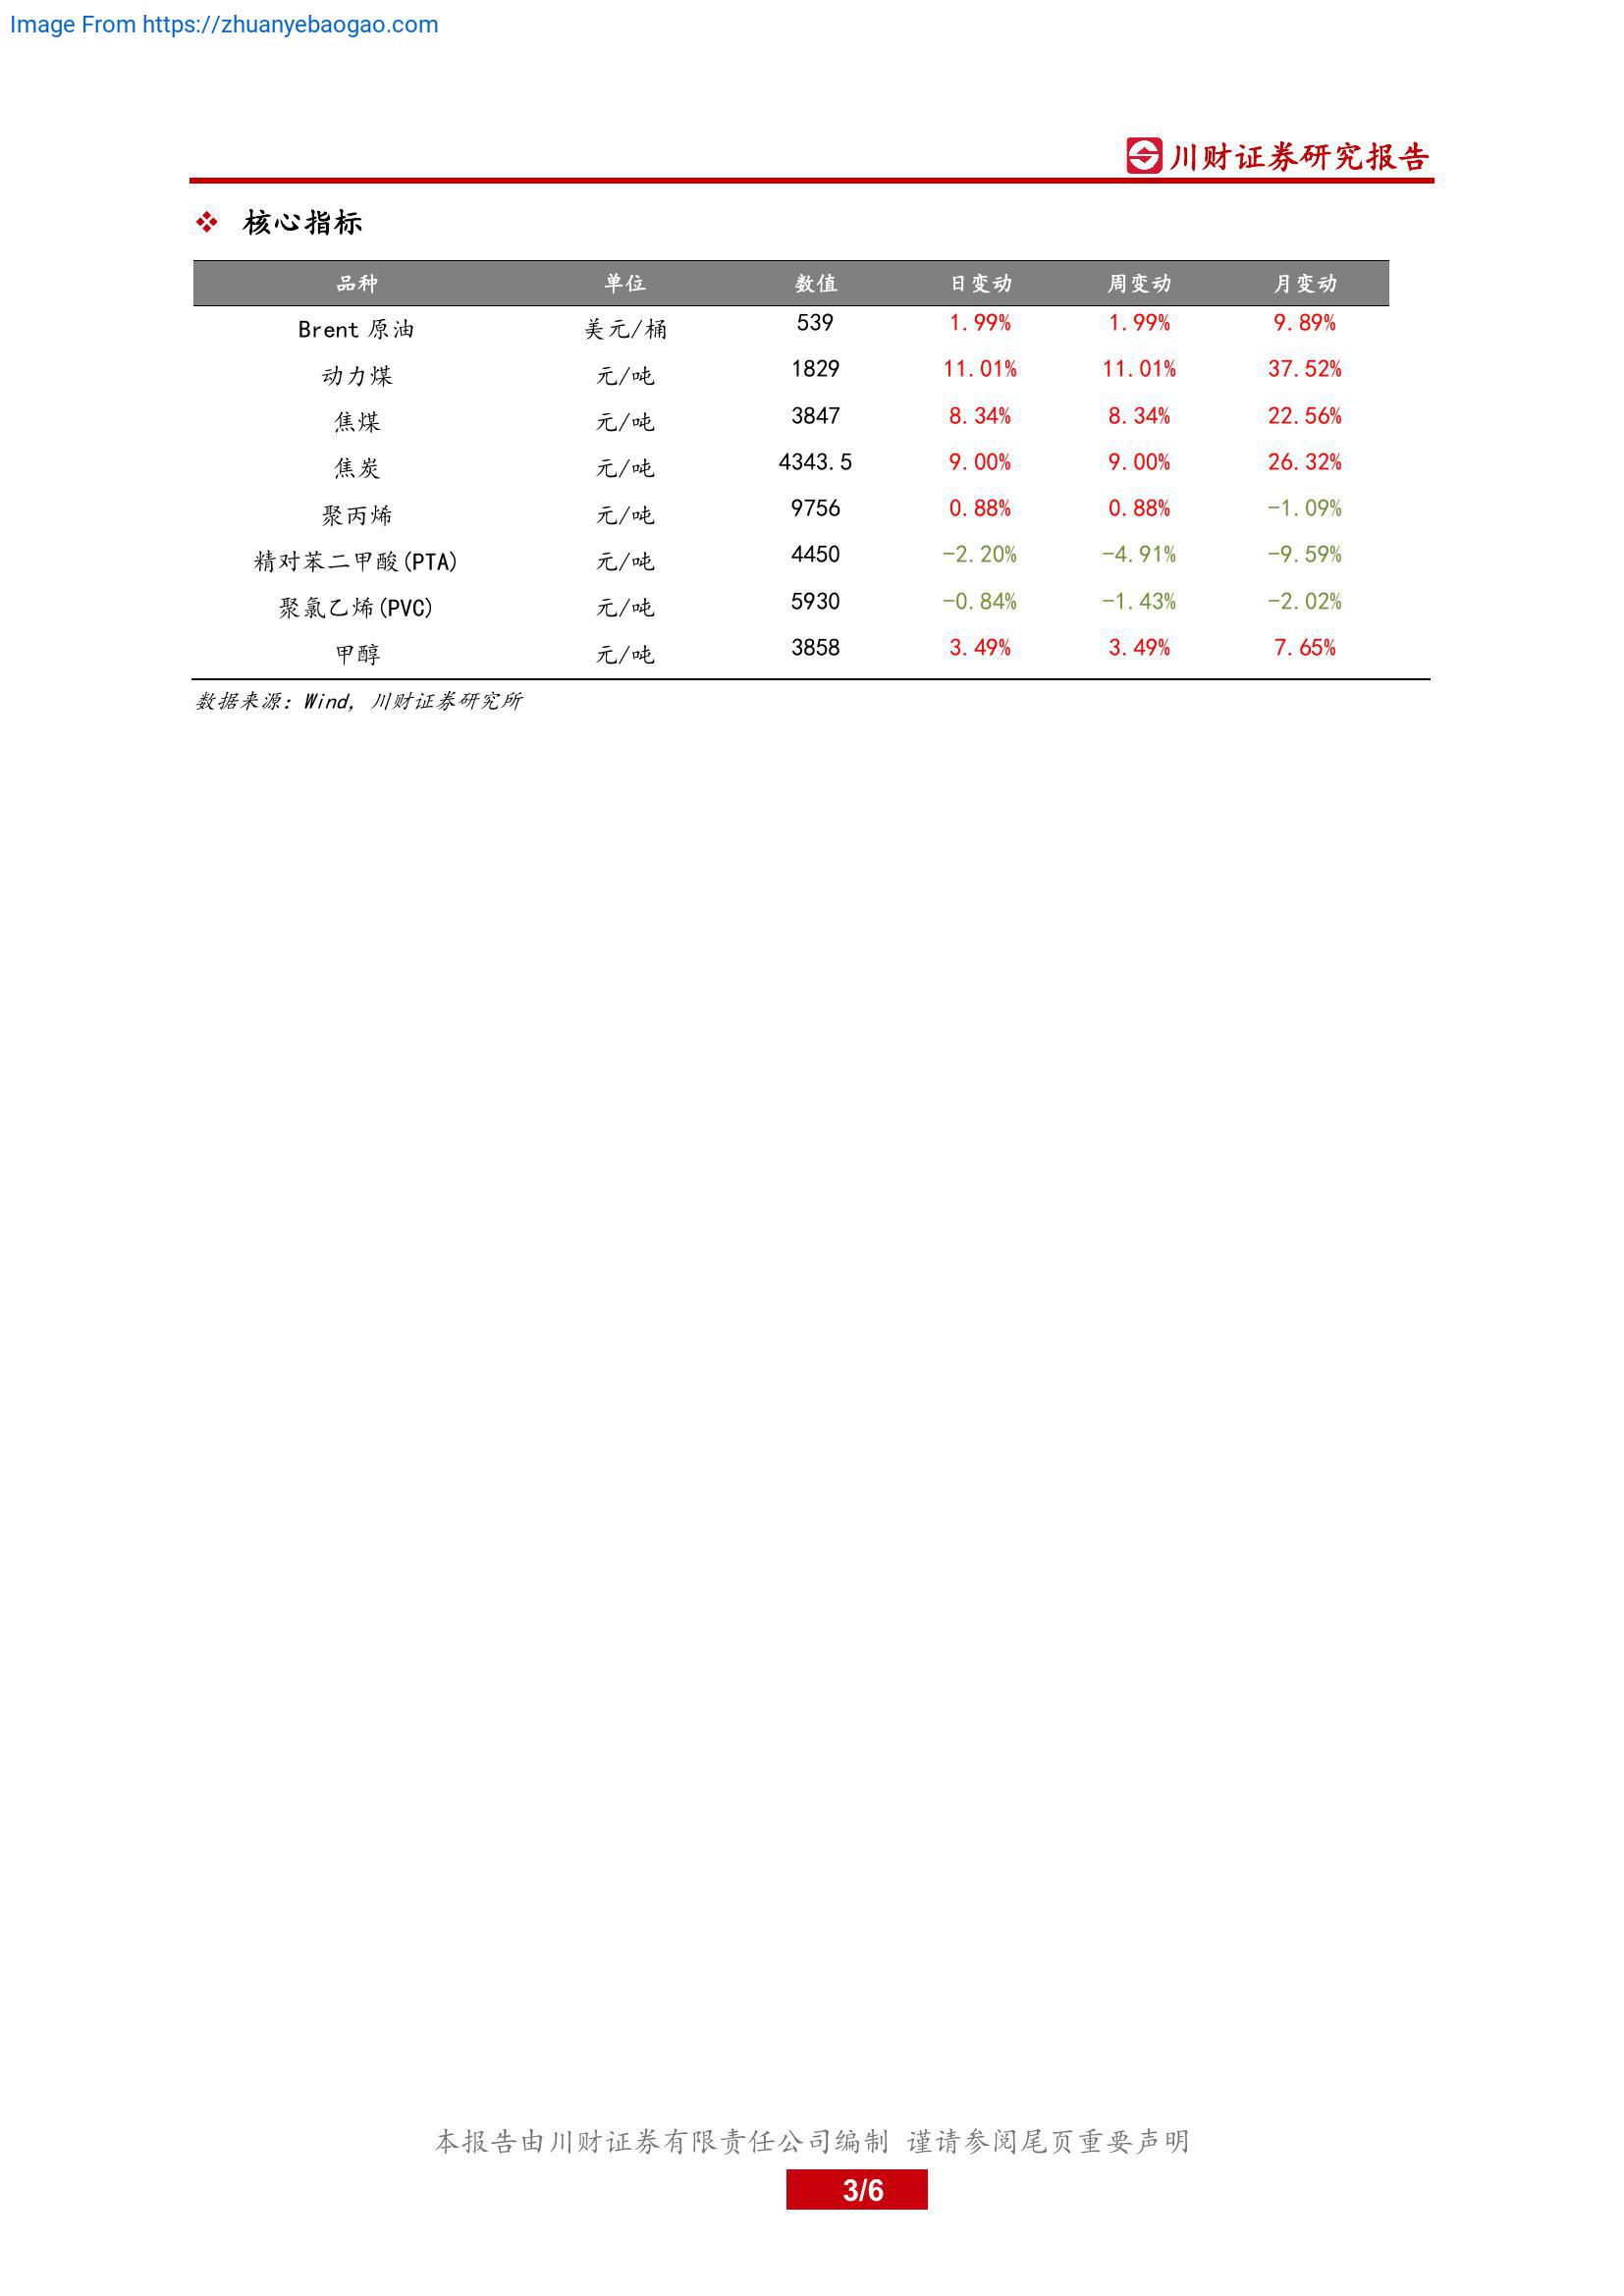 Image From https://zhuanyebaogao.com
川财证券研究报告
❖ 核心指标
品种 单位 数值 日变动 周变动 月变动
Brent 原油 美元/桶 539 1.99% 1.99% 9.89%
动力煤 元/吨 1829 11.01% 11.01% 37.52%
焦煤 元/吨 3847 8.34% 8.34% 22.56%
焦炭 元/吨 4343.5 9.00% 9.00% 26.32%
聚丙烯 元/吨 9756 0.88% 0.88% -1.09%
精对苯二甲酸(PTA) 元/吨 4450 -2.20% -4.91% -9.59%
聚氯乙烯(PVC) 元/吨 5930 -0.84% -1.43% -2.02%
甲醇 元/吨 3858 3.49% 3.49% 7.65%
数据来源：Wind，川财证券研究所
本报告由川财证券有限责任公司编制 谨请参阅尾页重要声明
3/6